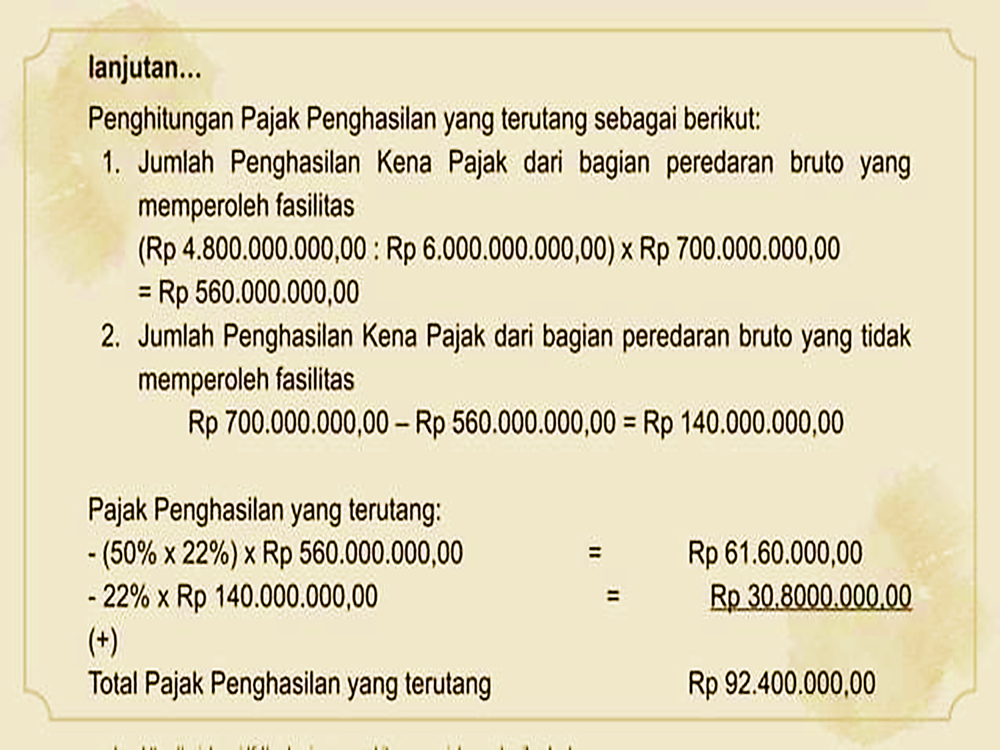 lanjutan...
Penghitungan Pajak Penghasilan yang terutang sebagai berikut:
1. Jumlah Penghasilan Kena Pajak dari bagian peredaran bruto yang
memperoleh fasilitas
(Rp 4.800.000.000,00 : Rp 6.000.000.000,00) x Rp 700.000.000,00
= Rp 560.000.000,00
2. Jumlah Penghasilan Kena Pajak dari bagian peredaran bruto yang tidak
memperoleh fasilitas
Rp 700.000.000,00 – Rp 560.000.000,00 = Rp 140.000.000,00
Pajak Penghasilan yang terutang:
- (50% x 22%) x Rp 560.000.000,00 = Rp 61.60.000,00
- 22% x Rp 140.000.000,00 = Rp 30.8000.000,00
(+)
Total Pajak Penghasilan yang terutang Rp 92.400.000,00